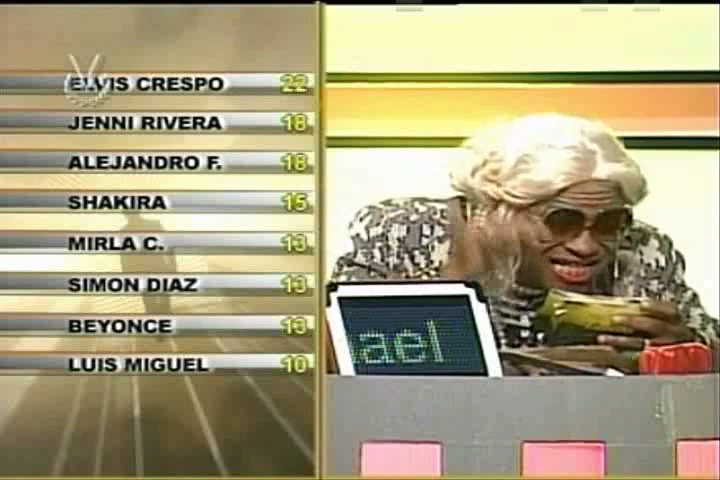 ELVIS CRESPO 22
JENNI RIVERA 18
ALEJANDRO F. 18
SHAKIRA 15
MIRLA C. 13
SIMON DIAZ 13
BEYONCE 13
LUIS MIGUEL 10
ael